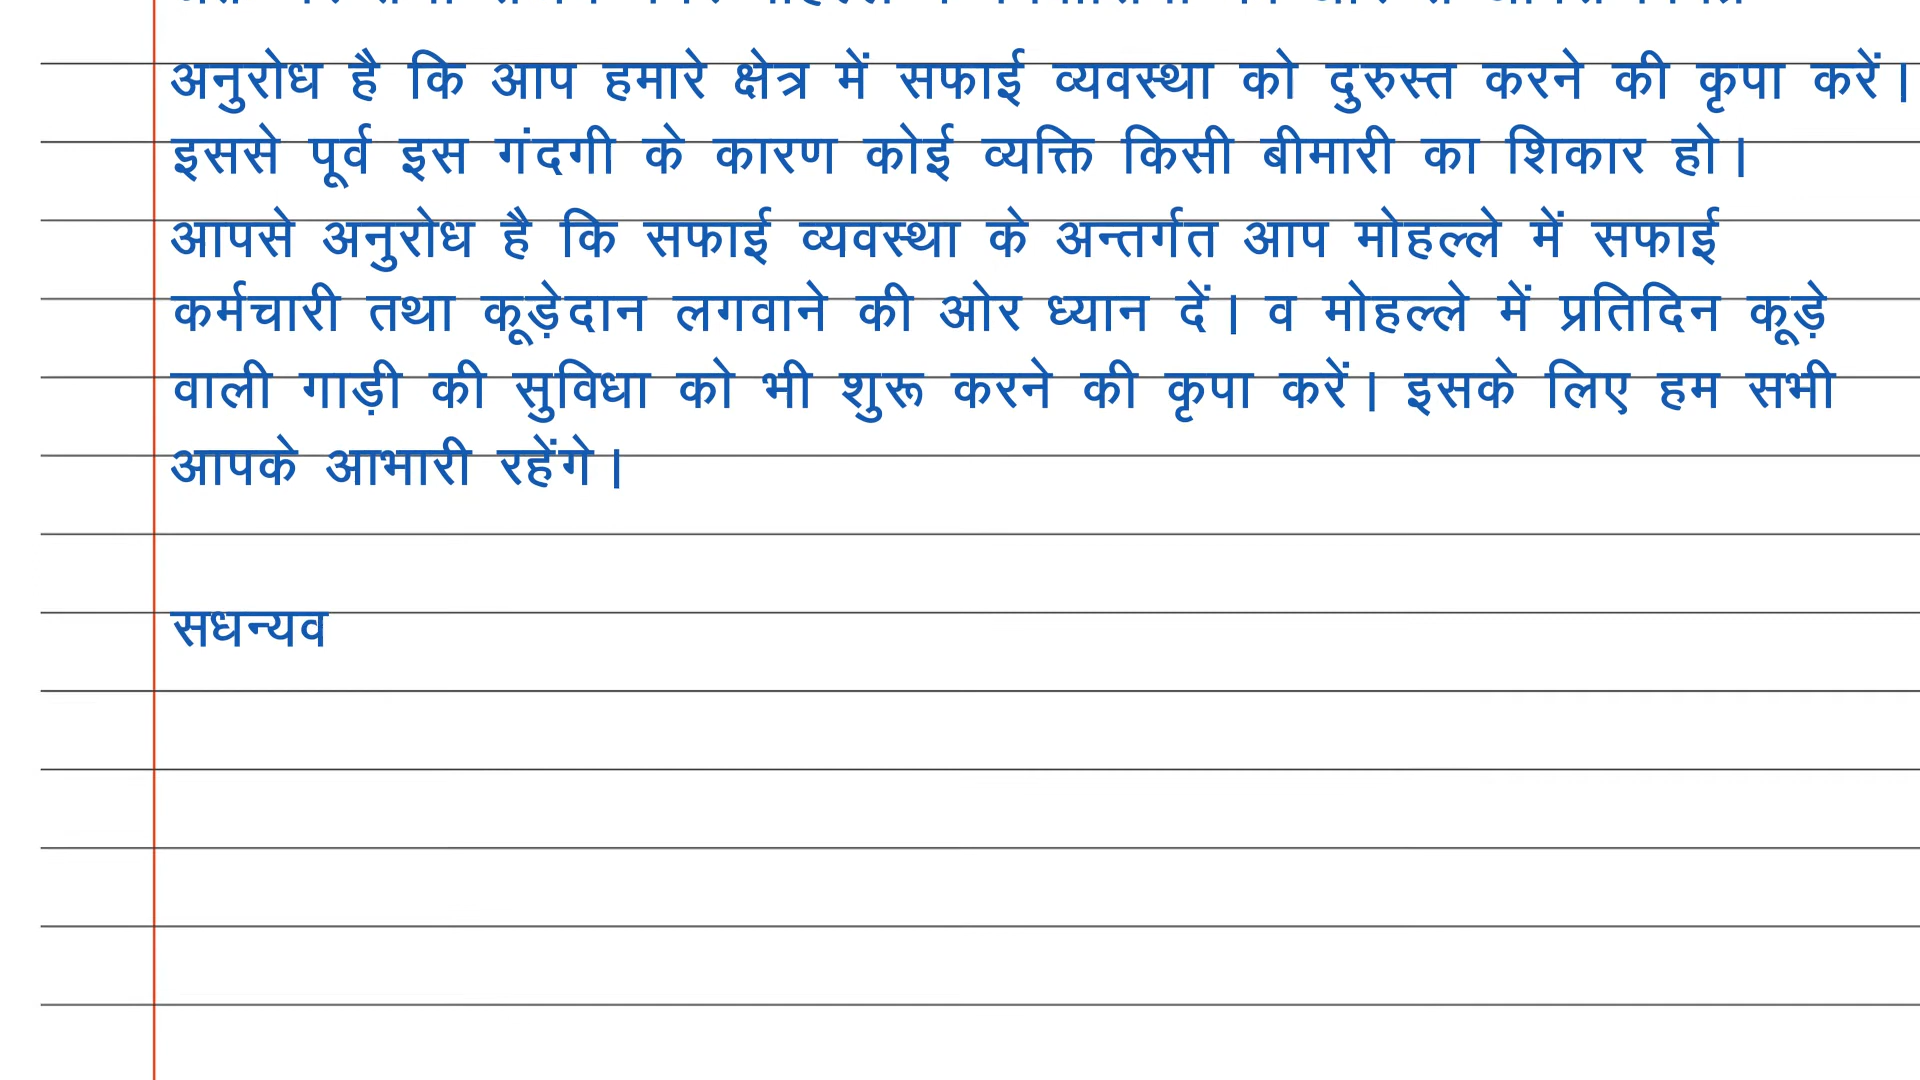 अनुरोध है कि आप हमारे क्षेत्र में सफाई व्यवस्था को दुरुस्त करने की कृपा करें।
इससे पूर्व इस गंदगी के कारण कोई व्यक्ति किसी बीमारी का शिकार हो।
आपसे अनुरोध है कि सफाई व्यवस्था के अन्तर्गत आप मोहल्ले में सफाई
कर्मचारी तथा कूड़ेदान लगवाने की ओर ध्यान दें। व मोहल्ले में प्रतिदिन कूड़े
वाली गाड़ी की सुविधा को भी शुरू करने की कृपा करें। इसके लिए हम सभी
आपके आभारी रहेंगे।
सधन्यव